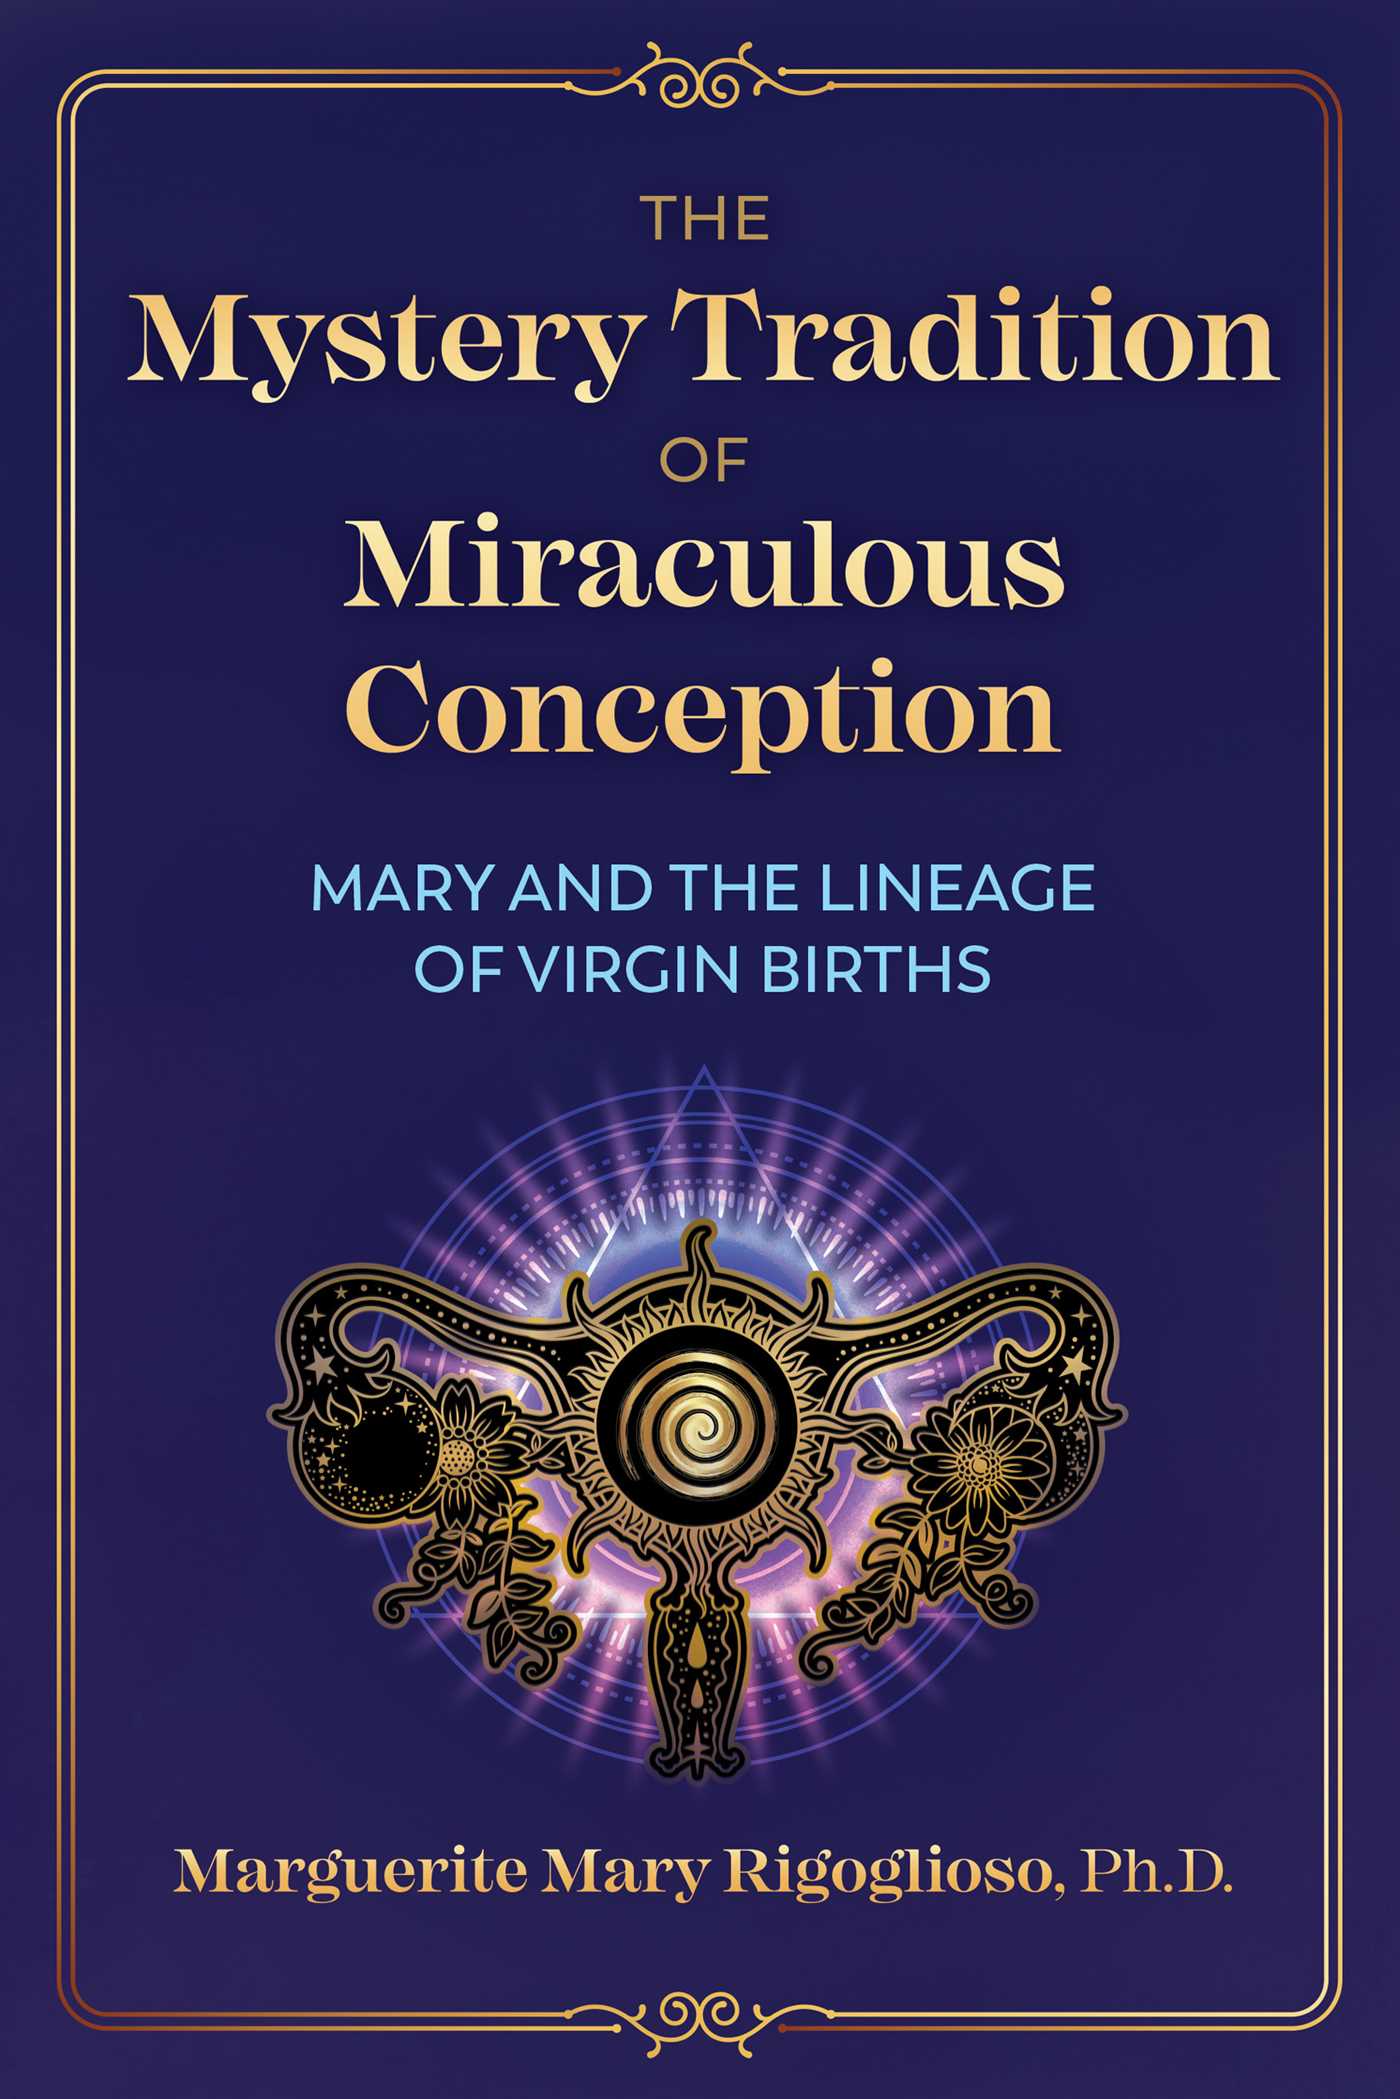 THE
Mystery Tradition
OF
Miraculous
Conception
MARY AND THE LINEAGE
OF VIRGIN BIRTHS
Marguerite Mary Rigoglioso, Ph.D.